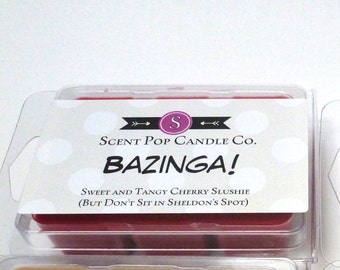 S
Scent Pop Candle Co.
BAZINGA!
Sweet and Tangy Cherry Slushie
(But Don't Sit in Sheldon's Spot)